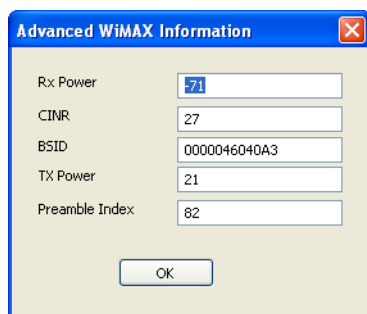 Advanced WiMAX Information
Rx Power -71
CINR 27
BSID 0000046040A3
TX Power 21
Preamble Index 82
OK